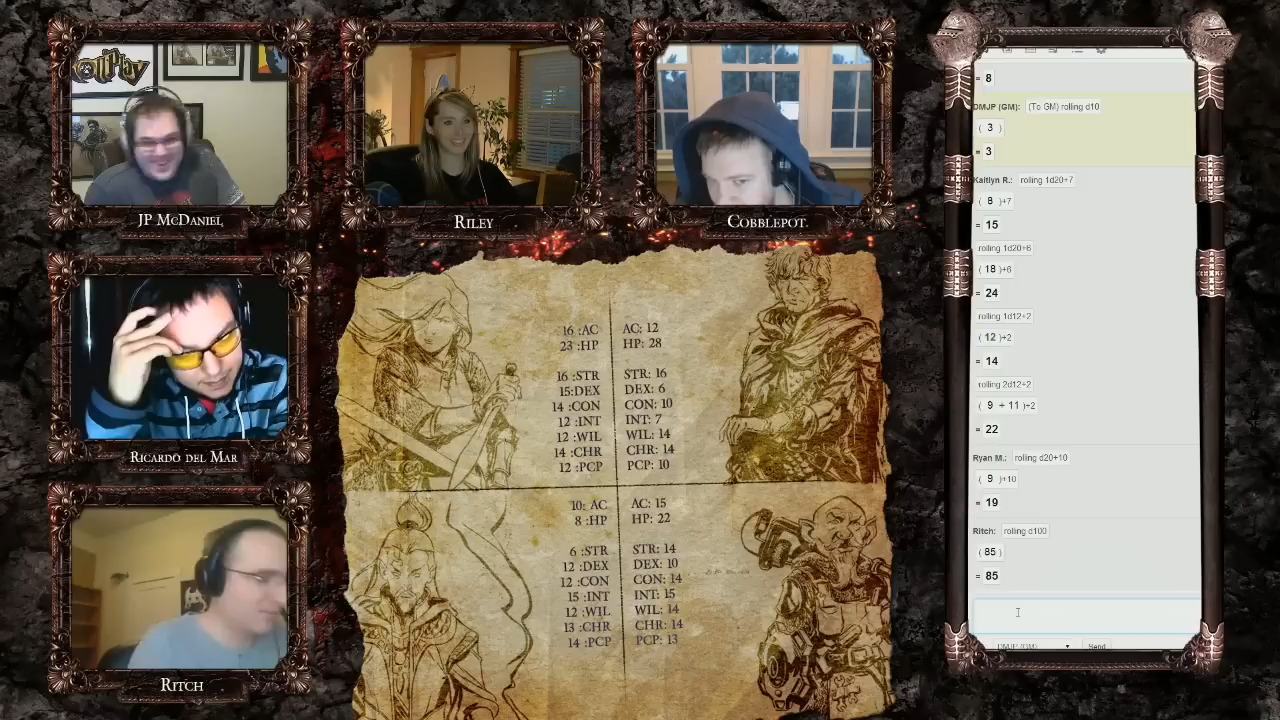 RollPlay
JP McDaniel
Riley
Cobblepot
Ricardo del Mar
Ritch
16 :AC
23 :HP
16 :STR
15:DEX
14 :CON
12 :INT
12 :WIL
14 :CHR
12 :PCP
AC: 12
HP: 28
STR: 16
DEX: 6
CON: 10
INT: 7
WIL: 14
CHR: 14
PCP: 10
10: AC
8 :HP
6 :STR
12 :DEX
12 :CON
15 :INT
12 :WIL
13 :CHR
14 :PCP
AC: 15
HP: 22
STR: 14
DEX: 10
CON: 14
INT: 15
WIL: 14
CHR: 14
PCP: 13
= 8
DMJP (GM): (To GM) rolling d10
( 3 )
= 3
Kaitlyn R.: rolling 1d20+7
( 8 )+7
= 15
rolling 1d20+6
( 18 )+6
= 24
rolling 1d12+2
( 12 )+2
= 14
rolling 2d12+2
( 9 + 11 )+2
= 22
Ryan M.: rolling d20+10
( 9 )+10
= 19
Ritch: rolling d100
( 85 )
= 85
DMJP (GM) Send